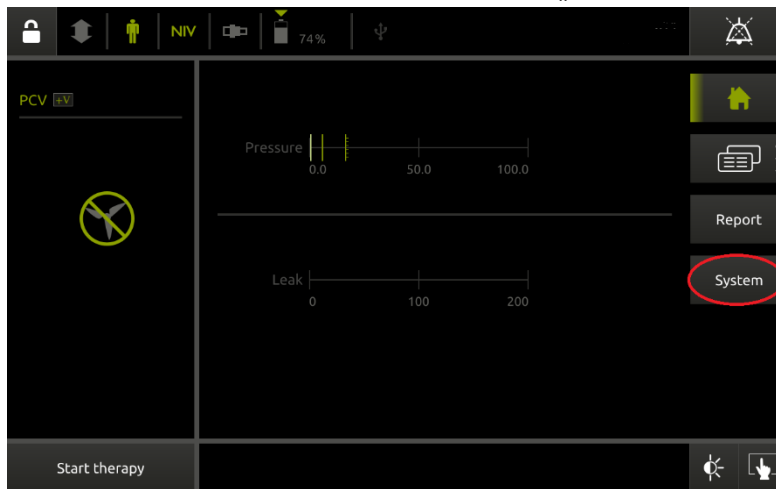 NIV
74%
PCV +V
Pressure
0.0 50.0 100.0
Report
Leak
0 100 200
System
Start therapy